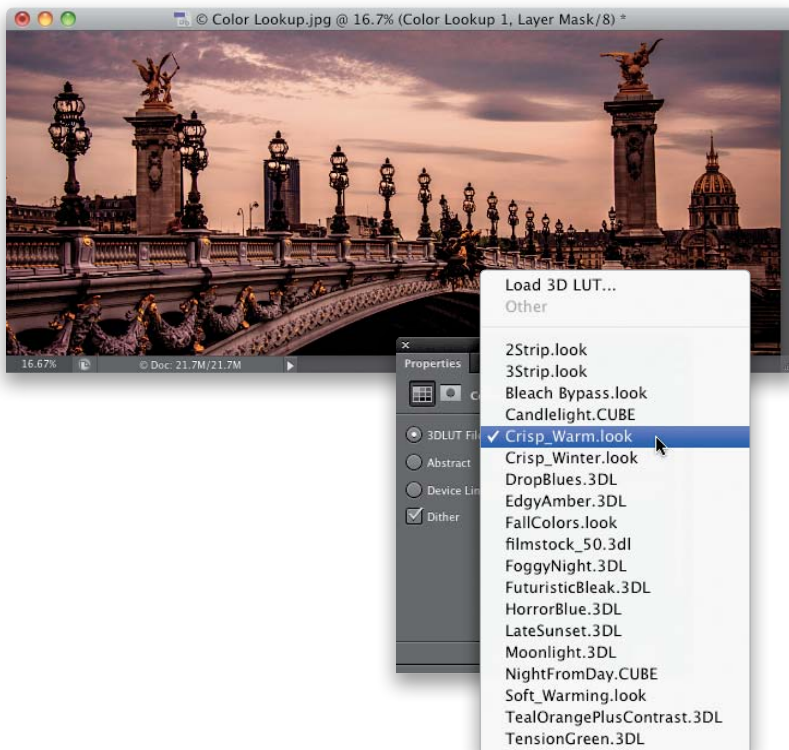 © Color Lookup.jpg @ 16.7% (Color Lookup 1, Layer Mask/8) *
16.67%
© Doc: 21.7M/21.7M
Properties
3DLUT
Abstract
Device
Dither
Load 3D LUT...
Other
2Strip.look
3Strip.look
Bleach Bypass.look
Candlelight.CUBE
Crisp_Warm.look
Crisp_Winter.look
DropBlues.3DL
EdgyAmber.3DL
FallColors.look
filmstock_50.3dl
FoggyNight.3DL
FuturisticBleak.3DL
HorrorBlue.3DL
LateSunset.3DL
Moonlight.3DL
NightFromDay.CUBE
Soft_Warming.look
TealOrangePlusContrast.3DL
TensionGreen.3DL